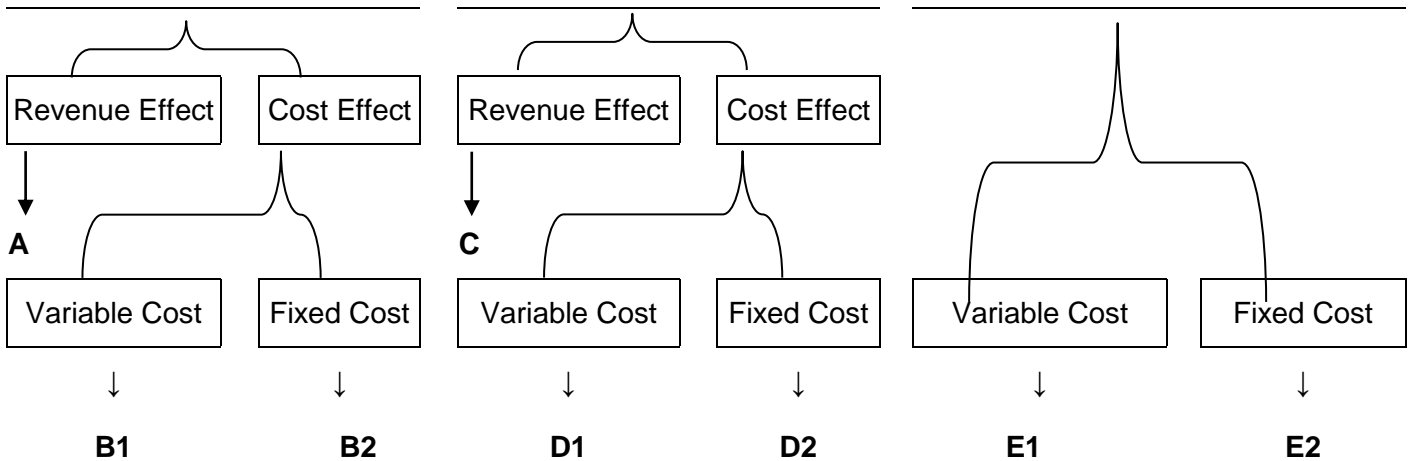 Revenue Effect Cost Effect Revenue Effect Cost Effect
A C
Variable Cost Fixed Cost Variable Cost Fixed Cost Variable Cost Fixed Cost
↓ ↓ ↓ ↓ ↓ ↓
B1 B2 D1 D2 E1 E2